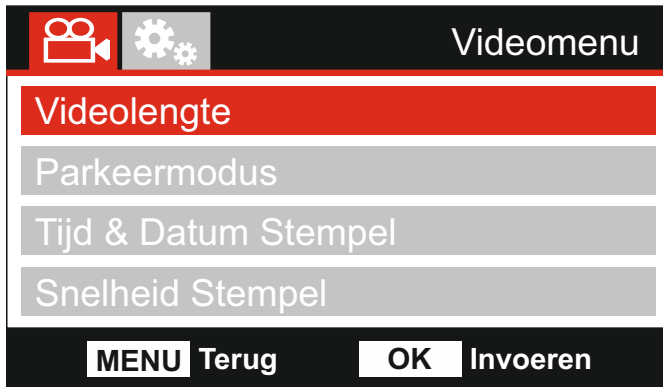 Videomenu
Videolengte
Parkeermodus
Tijd & Datum Stempel
Snelheid Stempel
MENU Terug OK Invoeren